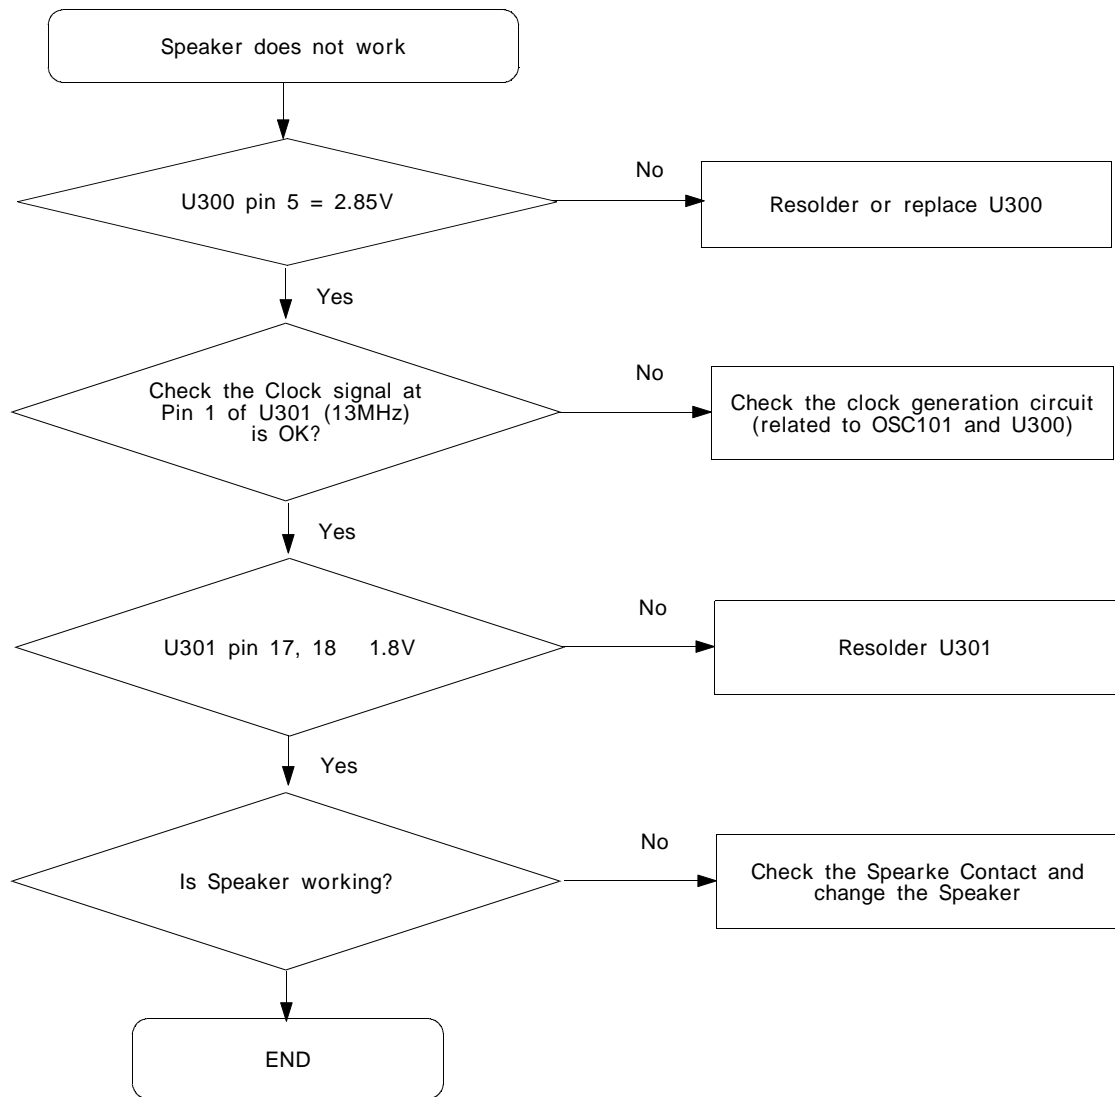 Speaker does not work
U300 pin 5 = 2.85V
No
Resolder or replace U300
Yes
Check the Clock signal at
Pin 1 of U301 (13MHz)
is OK?
No
Check the clock generation circuit
(related to OSC101 and U300)
Yes
U301 pin 17, 18 1.8V
No
Resolder U301
Yes
Is Speaker working?
No
Check the Spearke Contact and
change the Speaker
END